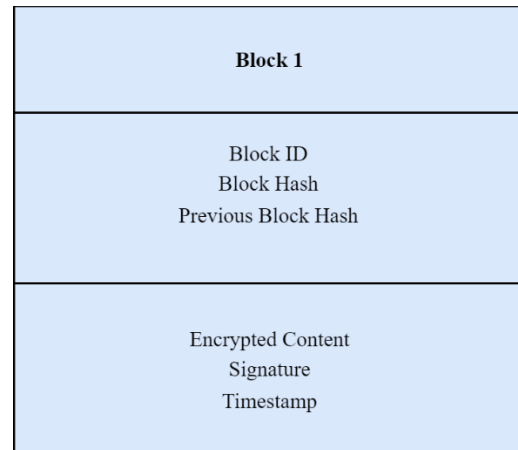 Block 1
Block ID
Block Hash
Previous Block Hash
Encrypted Content
Signature
Timestamp